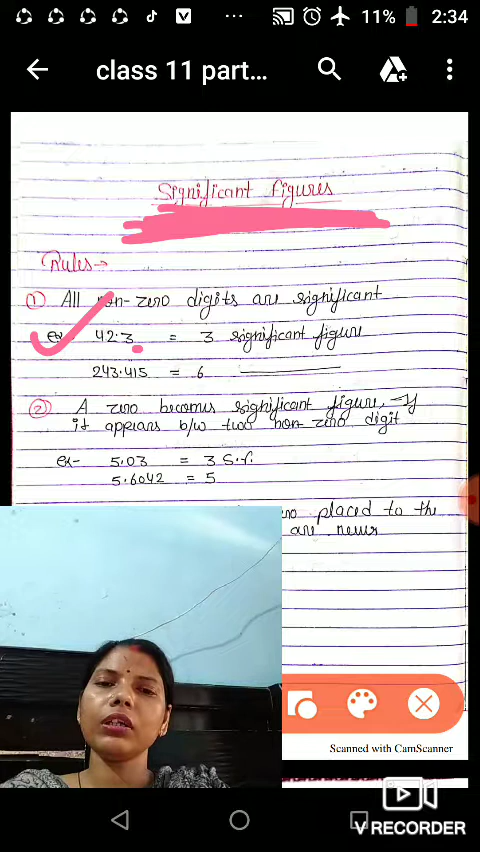 11% 2:34
class 11 part...
Significant figures
Rules→
① All non-zero digits are significant
ex- 42.3 = 3 significant figure
243.415 = 6
② A zero becomes significant figure, If
it appears b/w two non-zero digit
ex- 5.03 = 3 S.f.
5.6042 = 5
placed to the
are never
Scanned with CamScanner
V RECORDER